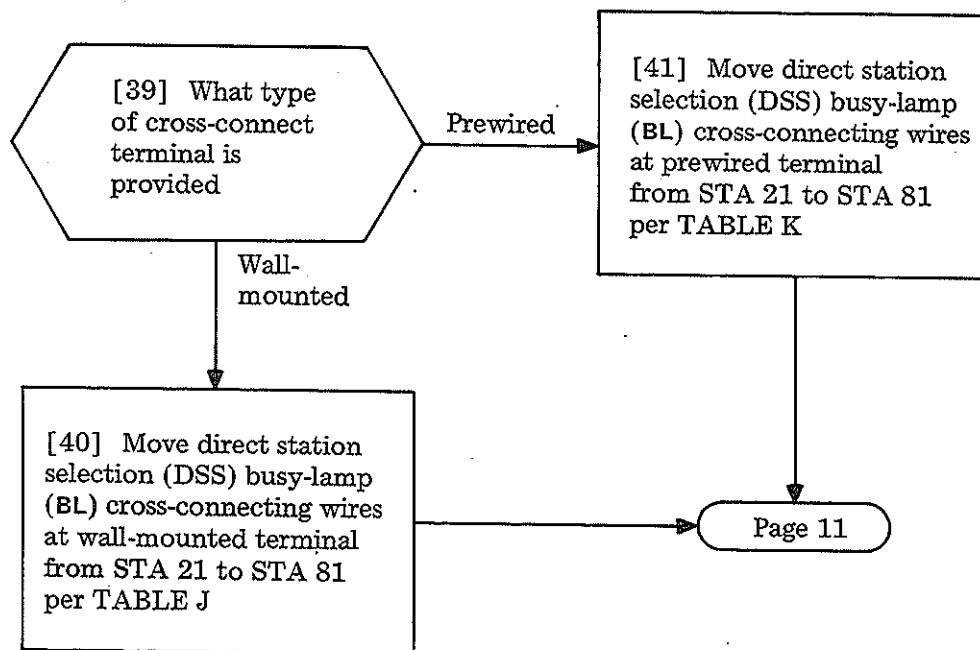 [39] What type
of cross-connect
terminal is
provided
Prewired
[41] Move direct station
selection (DSS) busy-lamp
(BL) cross-connecting wires
at prewired terminal
from STA 21 to STA 81
per TABLE K
Wall-
mounted
[40] Move direct station
selection (DSS) busy-lamp
(BL) cross-connecting wires
at wall-mounted terminal
from STA 21 to STA 81
per TABLE J
Page 11